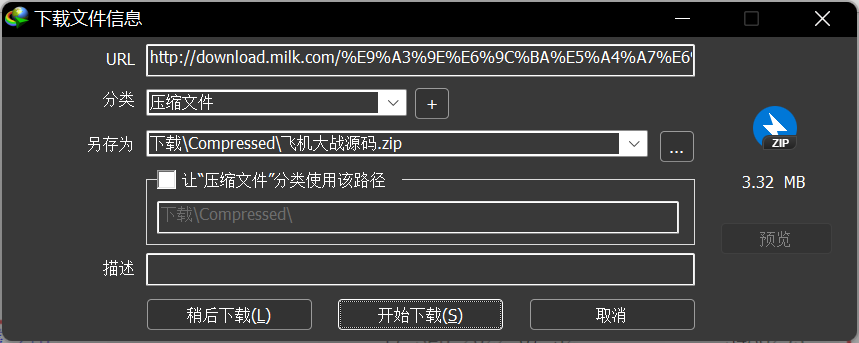 下载文件信息
URL http://download.milk.com/%E9%A3%9E%E6%9C%BA%E5%A4%A7%E6
分类 压缩文件 +
另存为 下载\Compressed\飞机大战源码.zip ...
ZIP
3.32 MB
让“压缩文件”分类使用该路径
下载\Compressed\
预览
描述
稍后下载(L) 开始下载(S) 取消